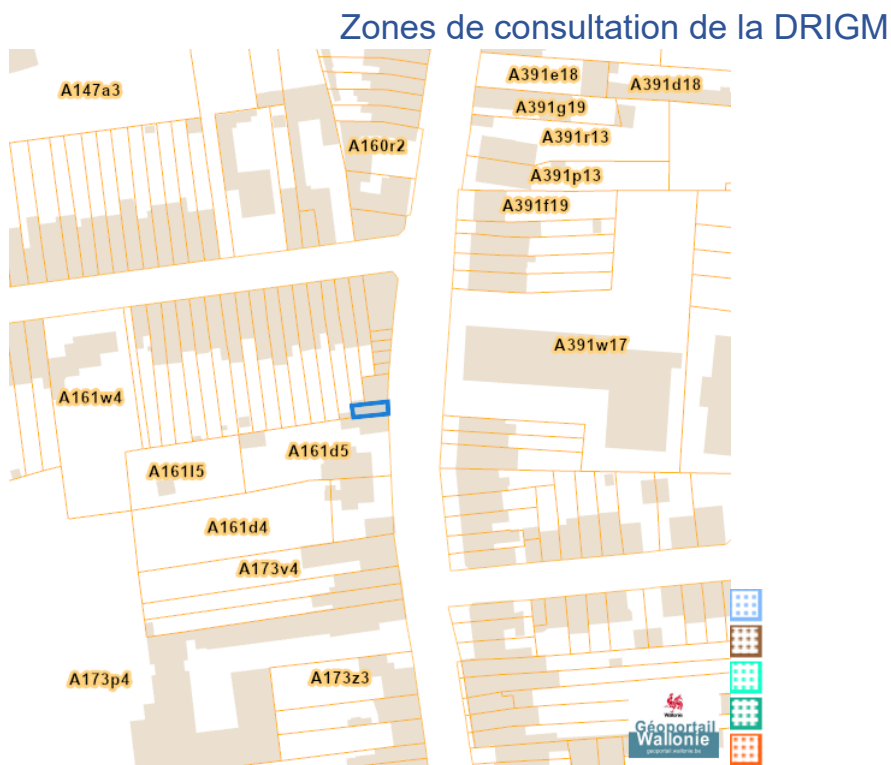 Zones de consultation de la DRIGM
A147a3
A391e18
A391d18
A391g19
A391r13
A160r2
A391p13
A391f19
A391w17
A161w4
A161d5
A161l5
A161d4
A173v4
A173p4
A173z3
Wallonie
Géoportail
Wallonie
geoportail.wallonie.be